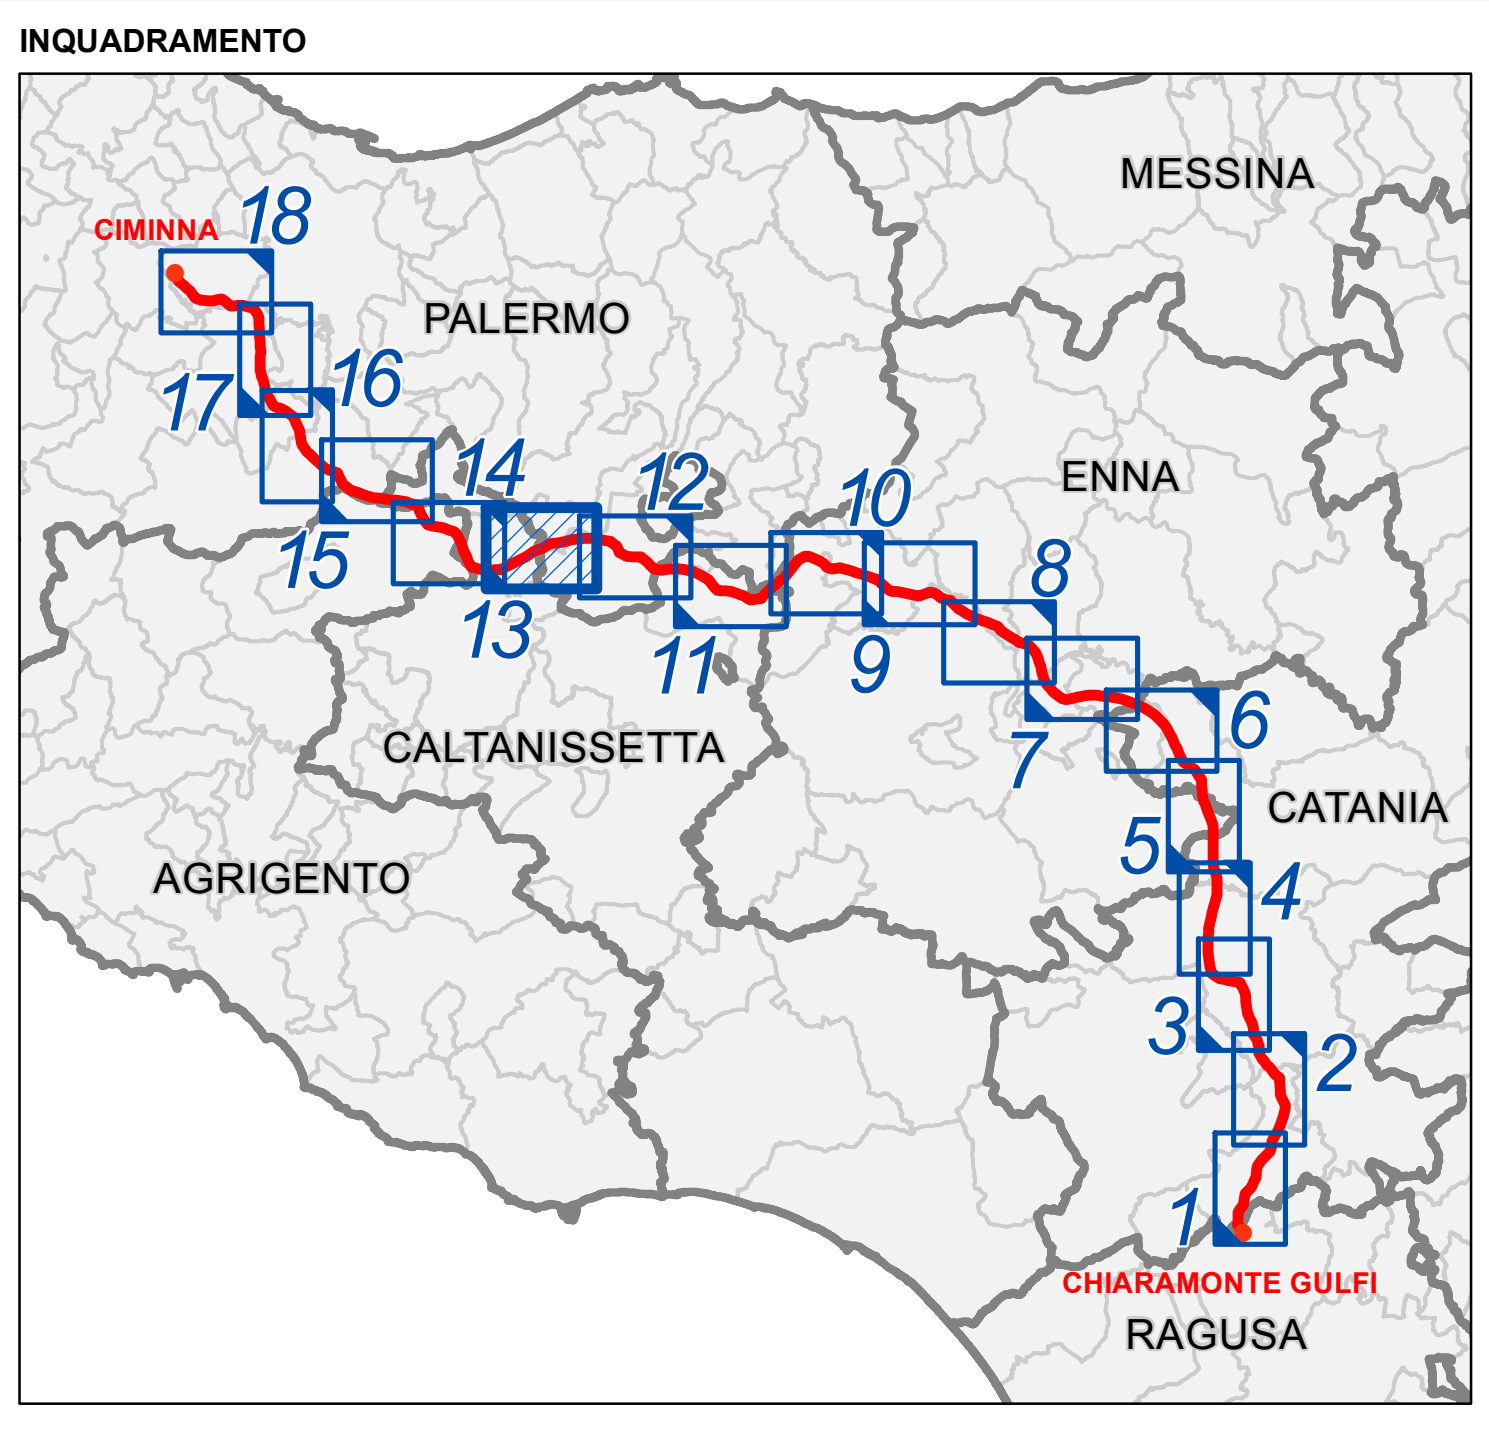 INQUADRAMENTO
MESSINA
18
CIMINNA
PALERMO
16
17
14
12
10
ENNA
15
8
13
11
9
6
CALTANISSETTA
7
CATANIA
5
AGRIGENTO
4
3
2
1
CHIARAMONTE GULFI
RAGUSA